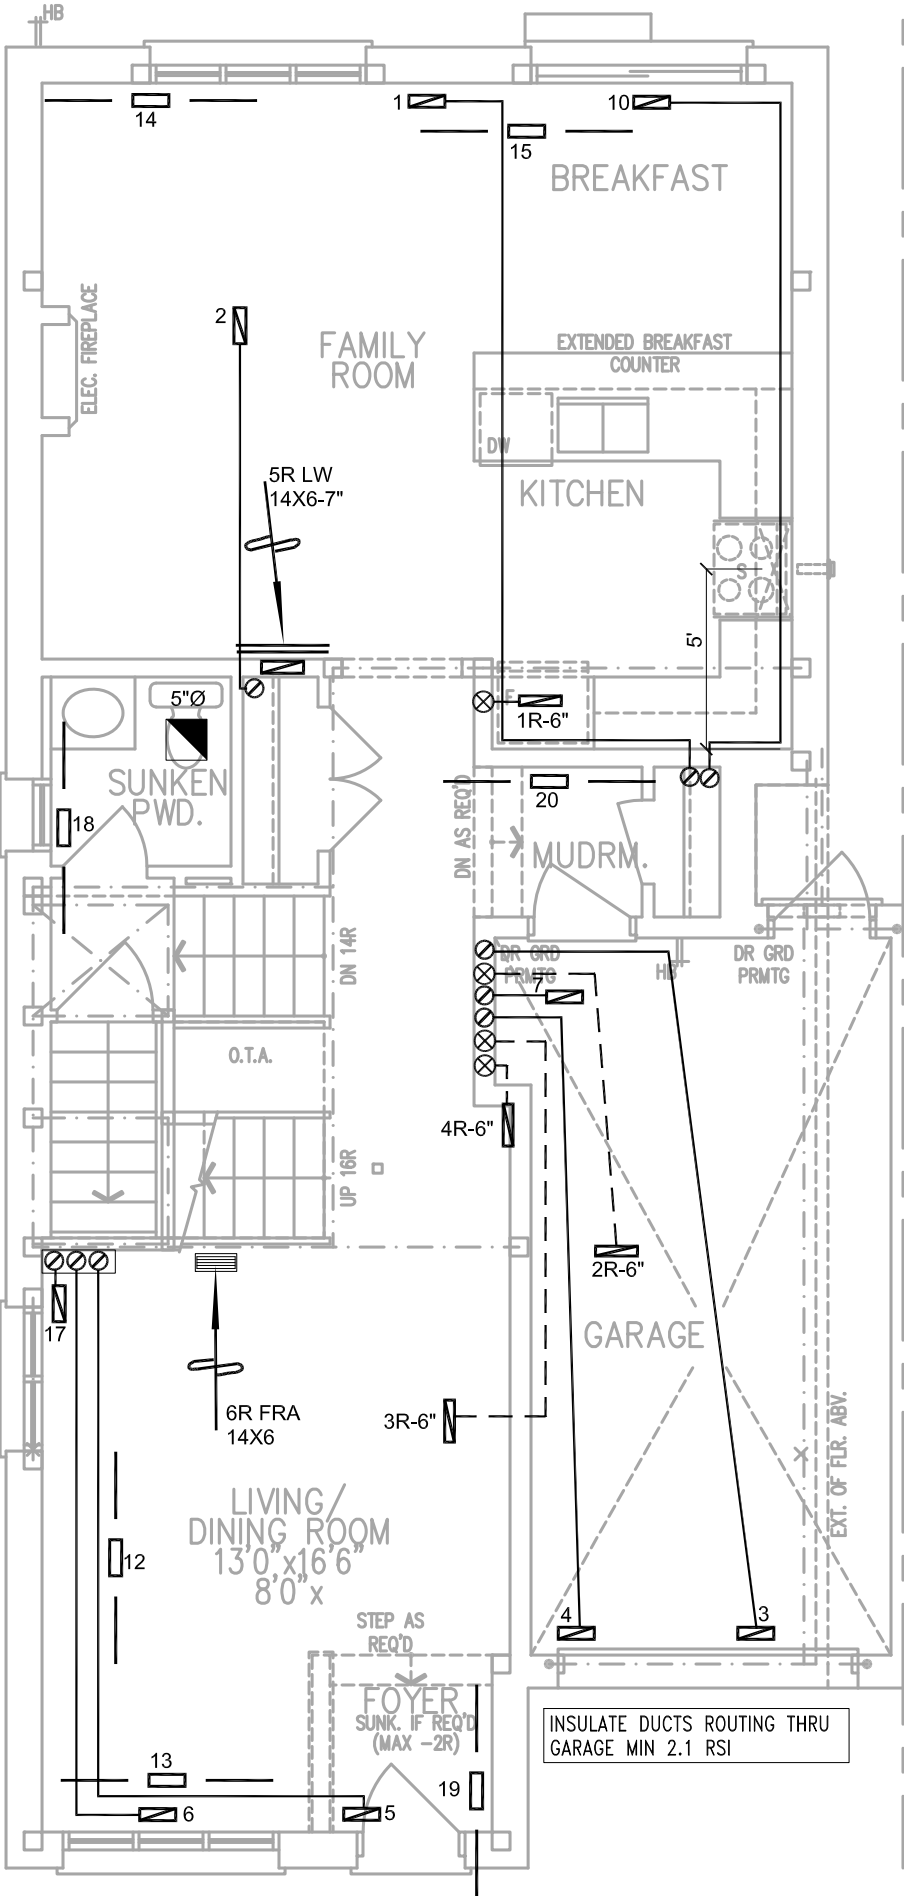 HB
14
1
10
15
BREAKFAST
ELEC. FIREPLACE
2
FAMILY
ROOM
EXTENDED BREAKFAST
COUNTER
DW
5R LW
14X6-7"
KITCHEN
S
5'
5"Ø
F
1R-6"
SUNKEN
PWD.
18
DN AS REQ'D
20
MUDRM.
DN 14R
DR GRD
PRMTG
7
HB
DR GRD
PRMTG
O.T.A.
4R-6"
UP 16R
2R-6"
17
GARAGE
3R-6"
6R FRA
14X6
EXT. OF FLR. ABV.
LIVING/
DINING ROOM
13'0"x16'6"
8'0"x
12
STEP AS
REQ'D
4
3
FOYER
SUNK. IF REQ'D
(MAX -2R)
INSULATE DUCTS ROUTING THRU
GARAGE MIN 2.1 RSI
13
19
6
5